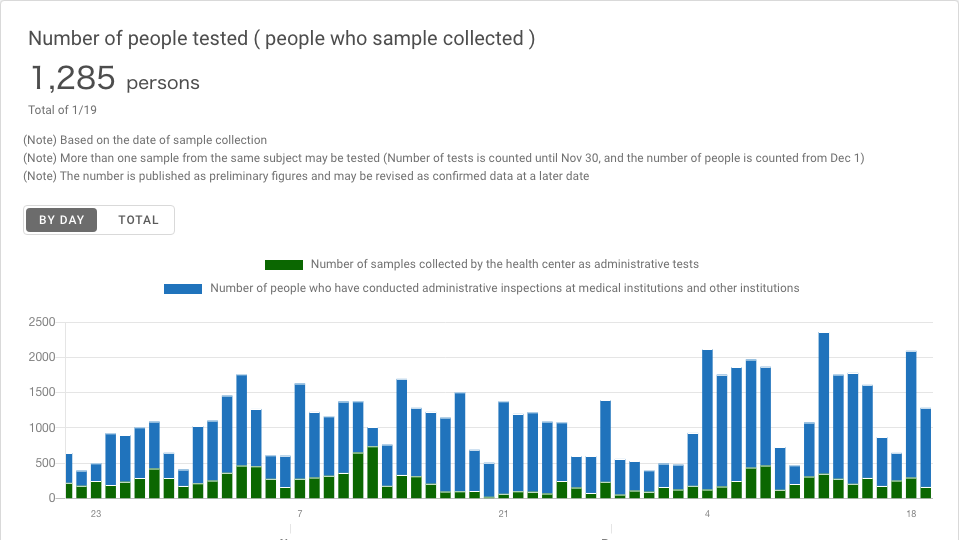 Number of people tested ( people who sample collected )
1,285 persons
Total of 1/19
(Note) Based on the date of sample collection
(Note) More than one sample from the same subject may be tested (Number of tests is counted until Nov 30, and the number of people is counted from Dec 1)
(Note) The number is published as preliminary figures and may be revised as confirmed data at a later date
BY DAY TOTAL
Number of samples collected by the health center as administrative tests
Number of people who have conducted administrative inspections at medical institutions and other institutions
2500
2000
1500
1000
500
0
23 7 21 4 18